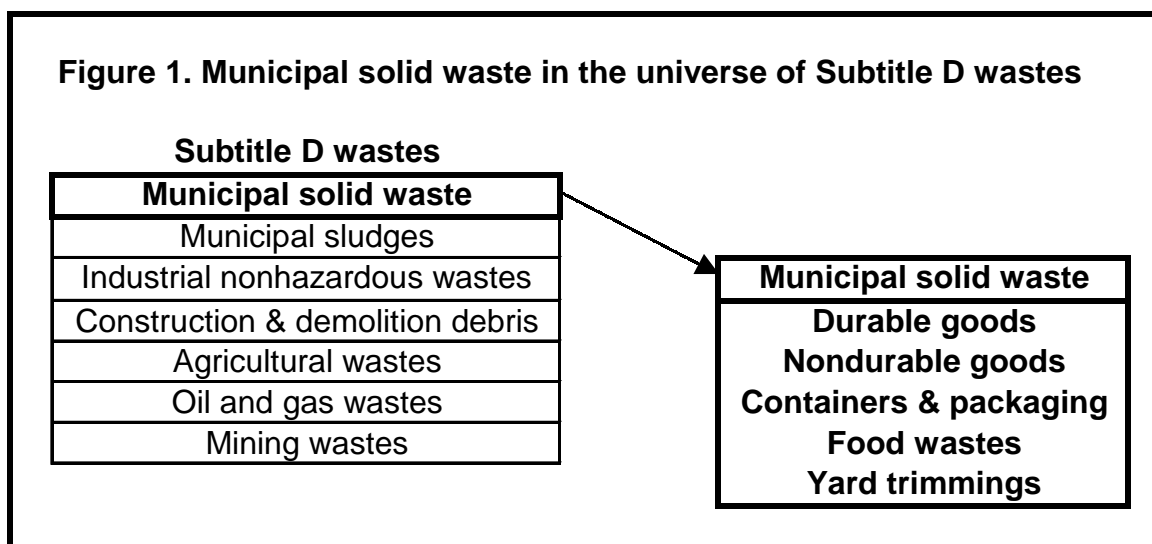 Figure 1. Municipal solid waste in the universe of Subtitle D wastes
Subtitle D wastes
Municipal solid waste
Municipal sludges
Industrial nonhazardous wastes
Construction & demolition debris
Agricultural wastes
Oil and gas wastes
Mining wastes
Municipal solid waste
Durable goods
Nondurable goods
Containers & packaging
Food wastes
Yard trimmings